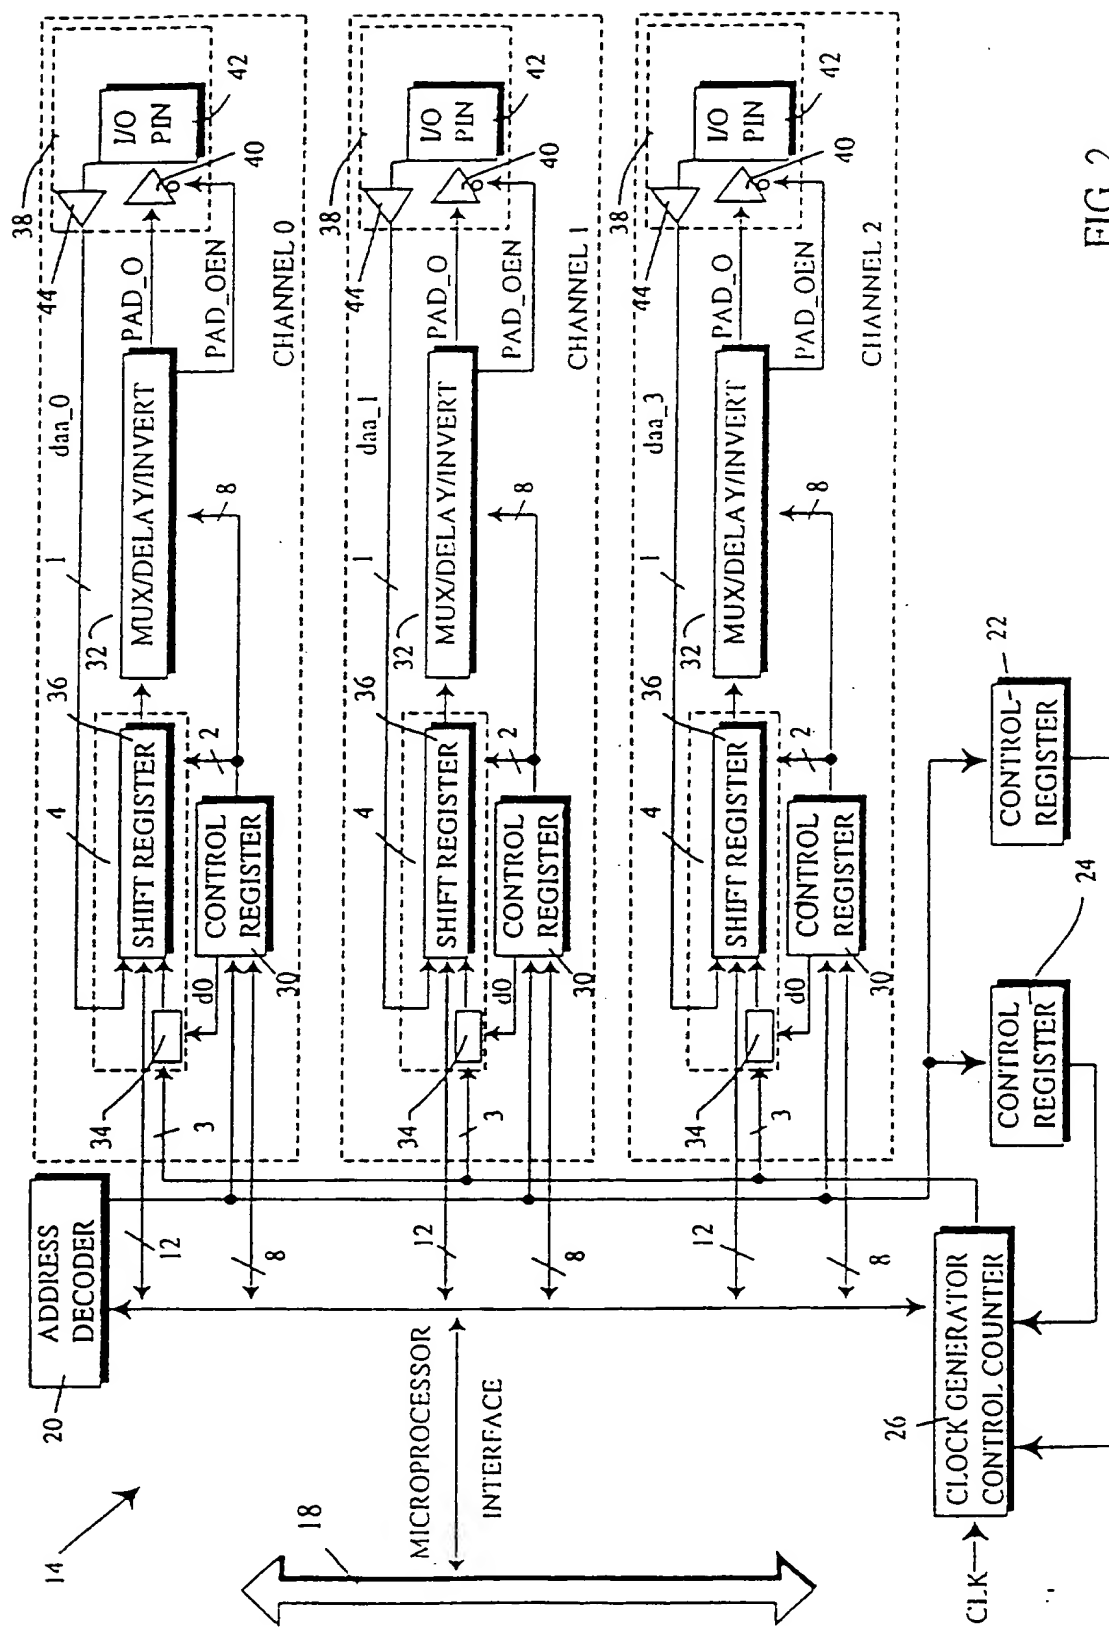 14
18
MICROPROCESSOR
INTERFACE
20
ADDRESS
DECODER
CLK
26
CLOCK GENERATOR
CONTROL COUNTER
24
CONTROL
REGISTER
22
CONTROL
REGISTER
12
8
3
34
4
36
SHIFT REGISTER
d0
30
CONTROL
REGISTER
2
8
1
32
MUX/DELAY/INVERT
daa_0
PAD_O
PAD_OEN
44
38
I/O
PIN
42
40
CHANNEL 0
12
8
3
34
4
36
SHIFT REGISTER
d0
30
CONTROL
REGISTER
2
8
1
32
MUX/DELAY/INVERT
daa_1
PAD_O
PAD_OEN
44
38
I/O
PIN
42
40
CHANNEL 1
12
8
3
34
4
36
SHIFT REGISTER
d0
30
CONTROL
REGISTER
2
8
1
32
MUX/DELAY/INVERT
daa_3
PAD_O
PAD_OEN
44
38
I/O
PIN
42
40
CHANNEL 2
FIG. 2